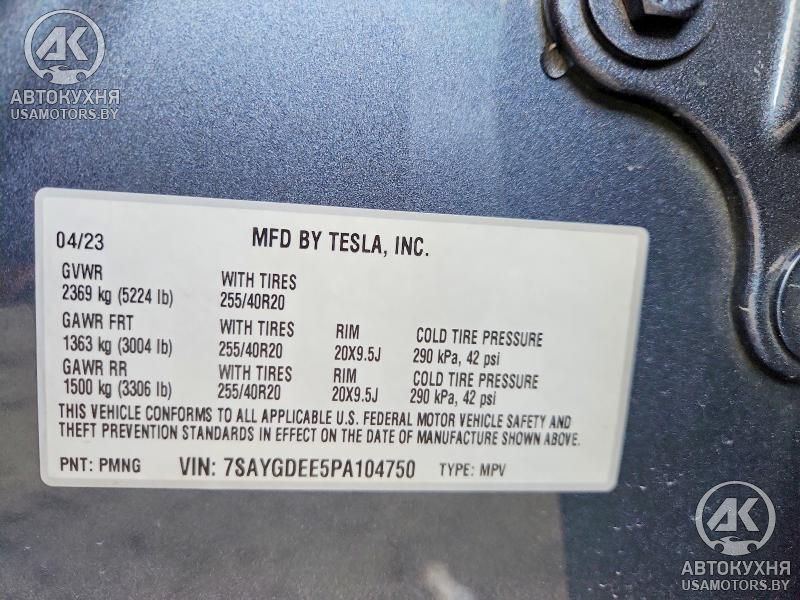 AK
АВТОКУХНЯ
USAMOTORS.BY
04/23 MFD BY TESLA, INC.
GVWR WITH TIRES
2369 kg (5224 lb) 255/40R20
GAWR FRT WITH TIRES RIM COLD TIRE PRESSURE
1363 kg (3004 lb) 255/40R20 20X9.5J 290 kPa, 42 psi
GAWR RR WITH TIRES RIM COLD TIRE PRESSURE
1500 kg (3306 lb) 255/40R20 20X9.5J 290 kPa, 42 psi
THIS VEHICLE CONFORMS TO ALL APPLICABLE U.S. FEDERAL MOTOR VEHICLE SAFETY AND
THEFT PREVENTION STANDARDS IN EFFECT ON THE DATE OF MANUFACTURE SHOWN ABOVE.
PNT: PMNG VIN: 7SAYGDEE5PA104750 TYPE: MPV
AK
АВТОКУХНЯ
USAMOTORS.BY